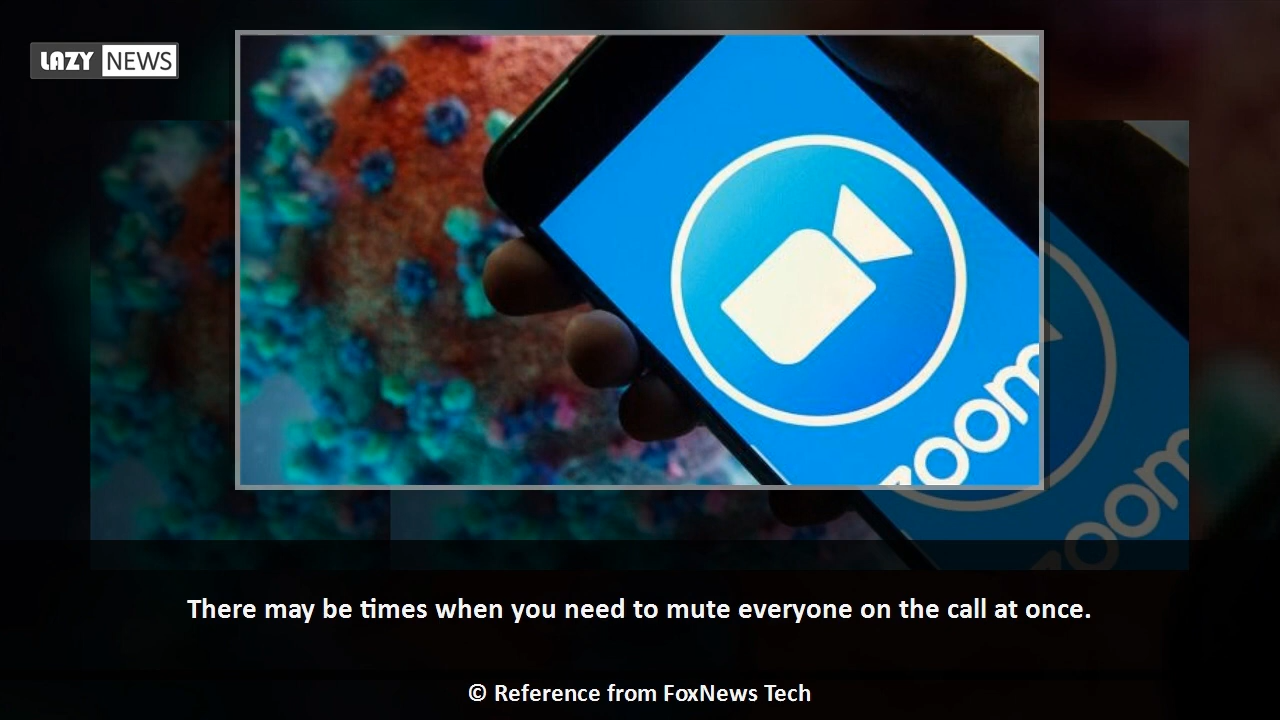 LAZY NEWS
zoom
zoom
There may be times when you need to mute everyone on the call at once.
© Reference from FoxNews Tech